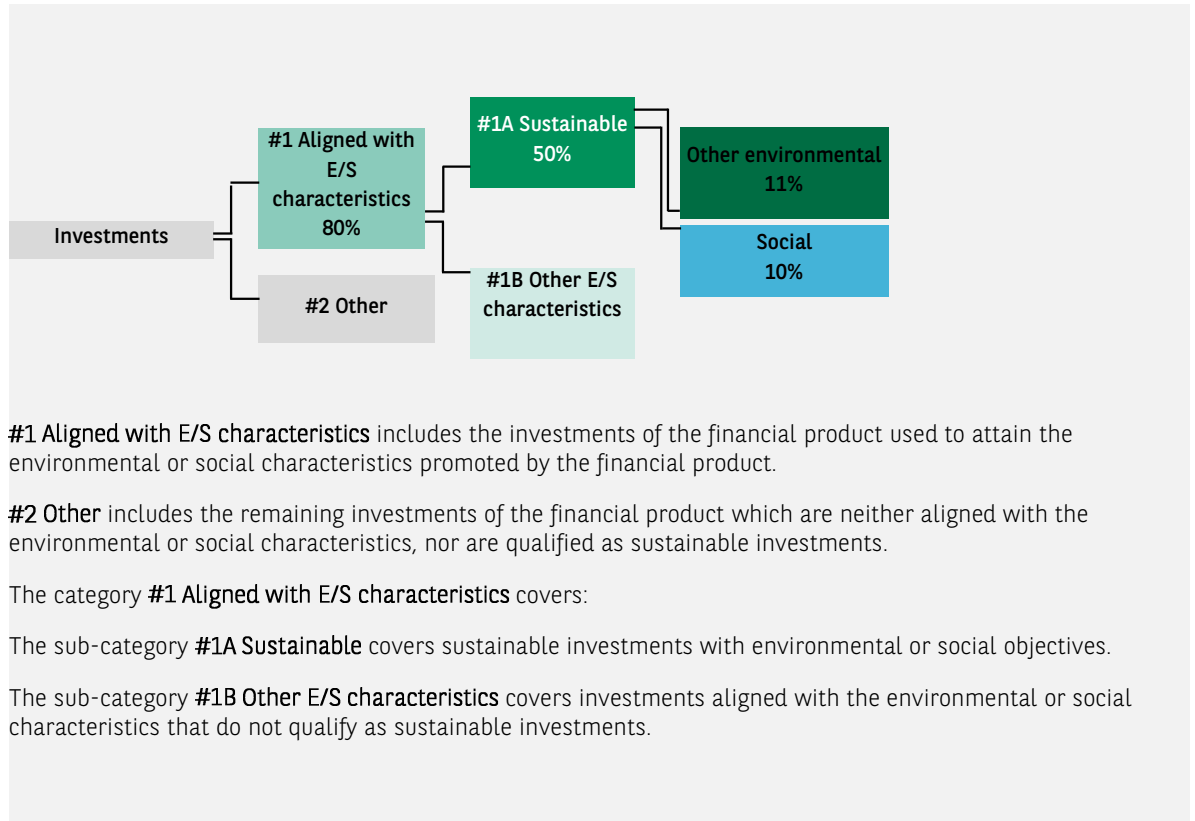 Investments
#1 Aligned with
E/S
characteristics
80%
#2 Other
#1A Sustainable
50%
#1B Other E/S
characteristics
Other environmental
11%
Social
10%
#1 Aligned with E/S characteristics includes the investments of the financial product used to attain the
environmental or social characteristics promoted by the financial product.
#2 Other includes the remaining investments of the financial product which are neither aligned with the
environmental or social characteristics, nor are qualified as sustainable investments.
The category #1 Aligned with E/S characteristics covers:
The sub-category #1A Sustainable covers sustainable investments with environmental or social objectives.
The sub-category #1B Other E/S characteristics covers investments aligned with the environmental or social
characteristics that do not qualify as sustainable investments.